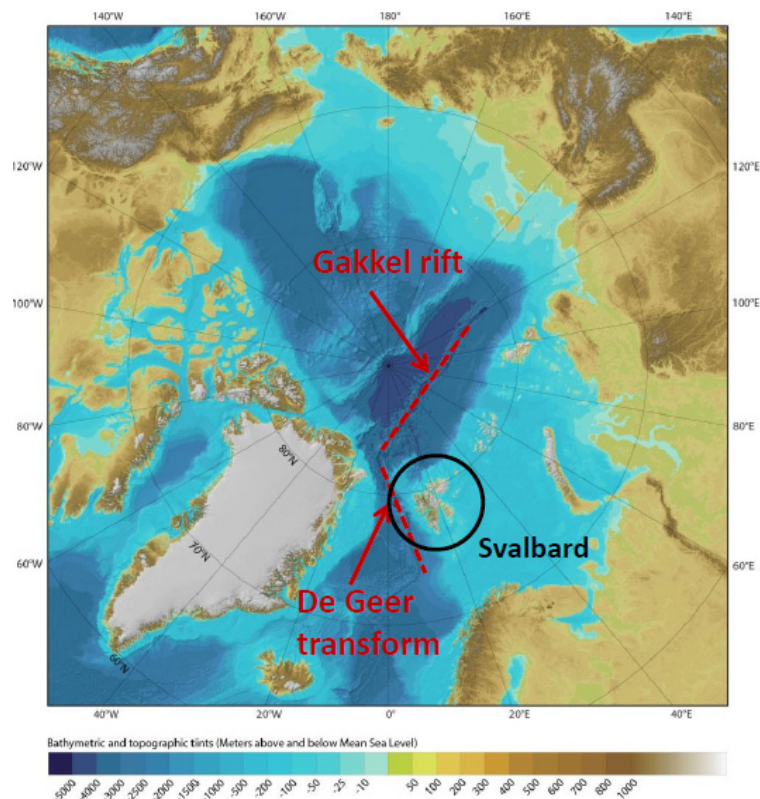 140°W
160°W
180°
160°E
140°E
120°W
120°E
Gakkel rift
100°W
100°E
80°W
80°E
80°N
Svalbard
70°N
60°W
60°E
De Geer
transform
60°N
40°W
20°W
0°
20°E
40°E
Bathymetric and topographic tiints (Meters above and below Mean Sea Level)
-5000 -4000 -3000 -2500 -2000 -1500 -1000 -500 -200 -100 -50 -25 -10 50 100 200 300 400 500 600 700 800 1000